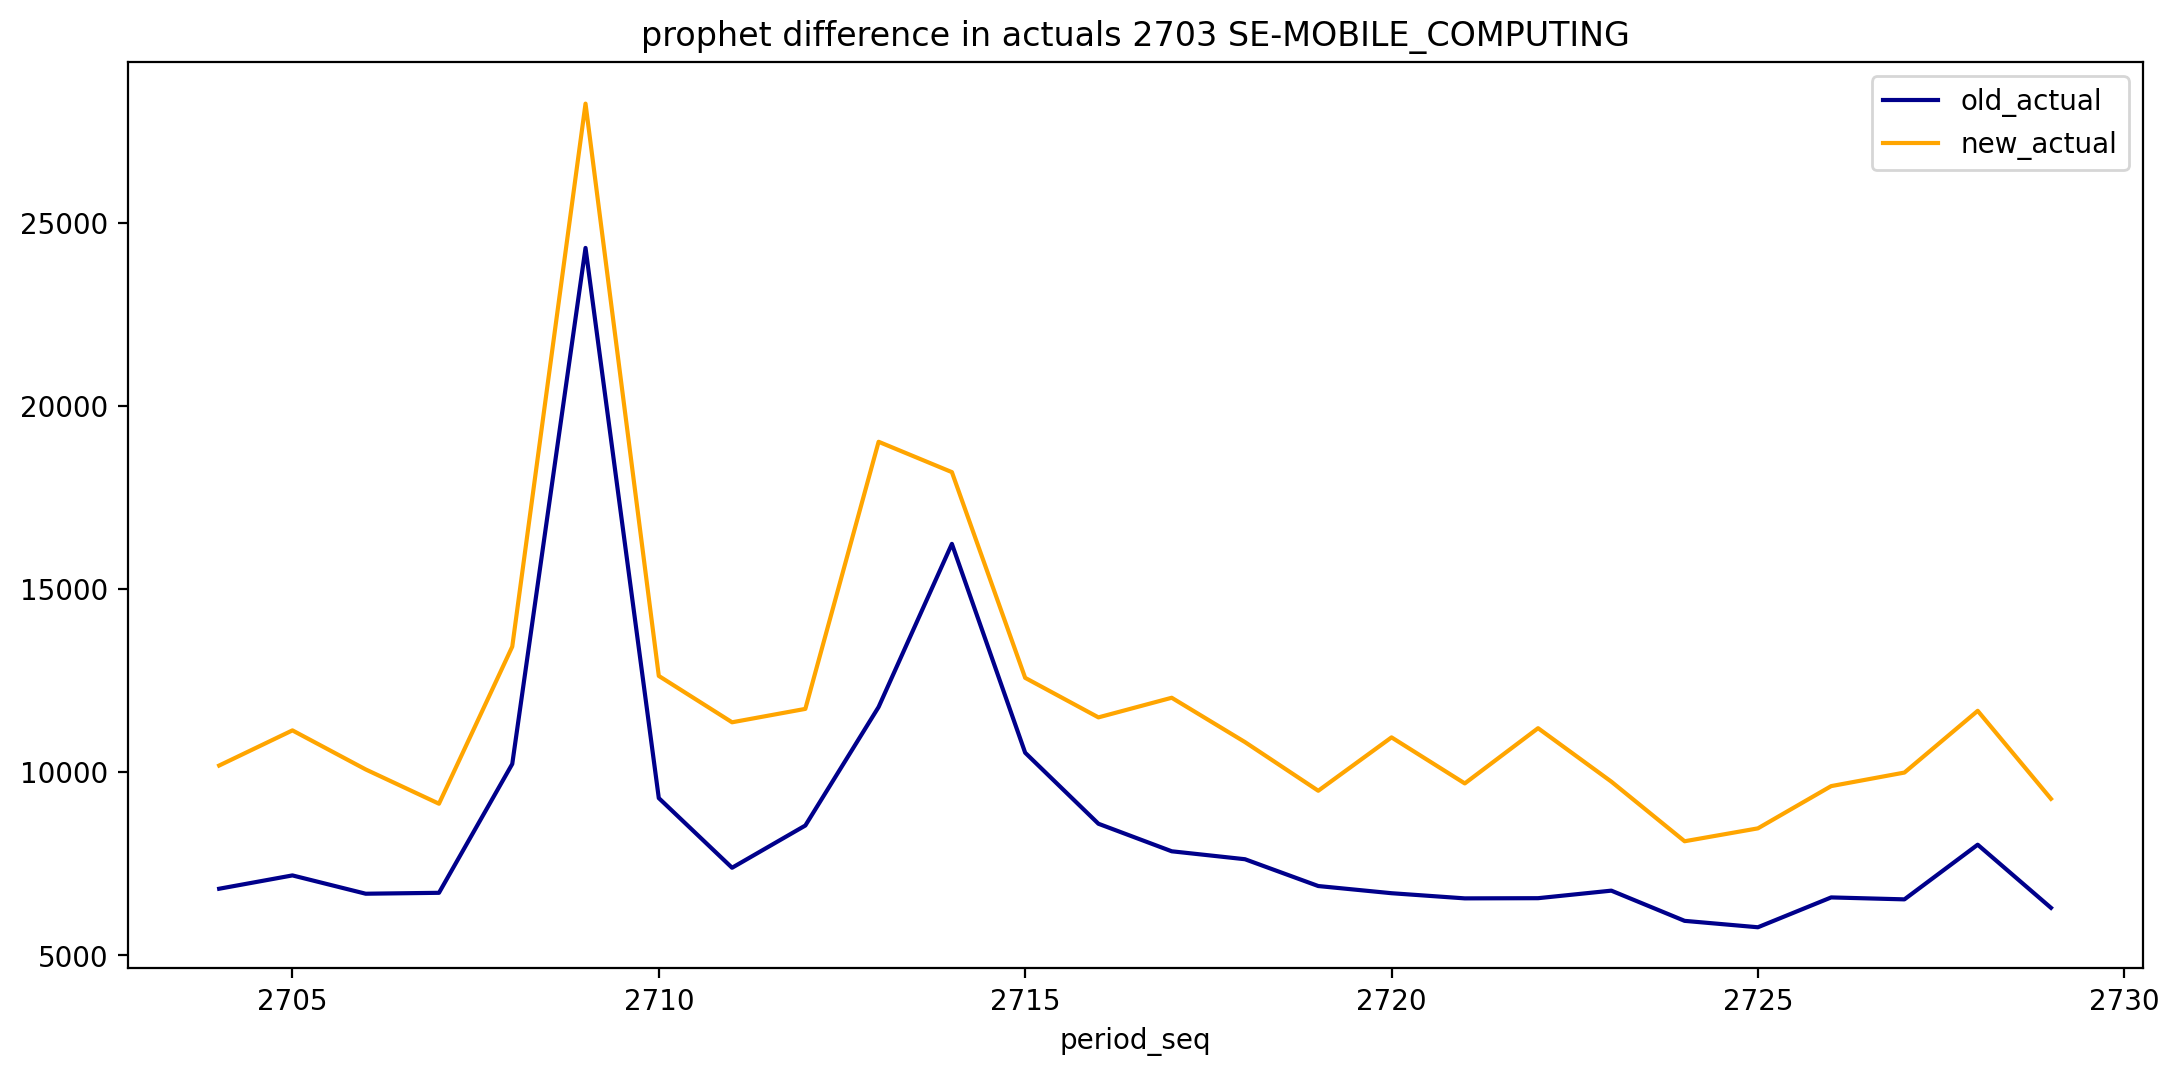 prophet difference in actuals 2703 SE-MOBILE_COMPUTING
old_actual
new_actual
25000
20000
15000
10000
5000
2705 2710 2715 2720 2725 2730
period_seq